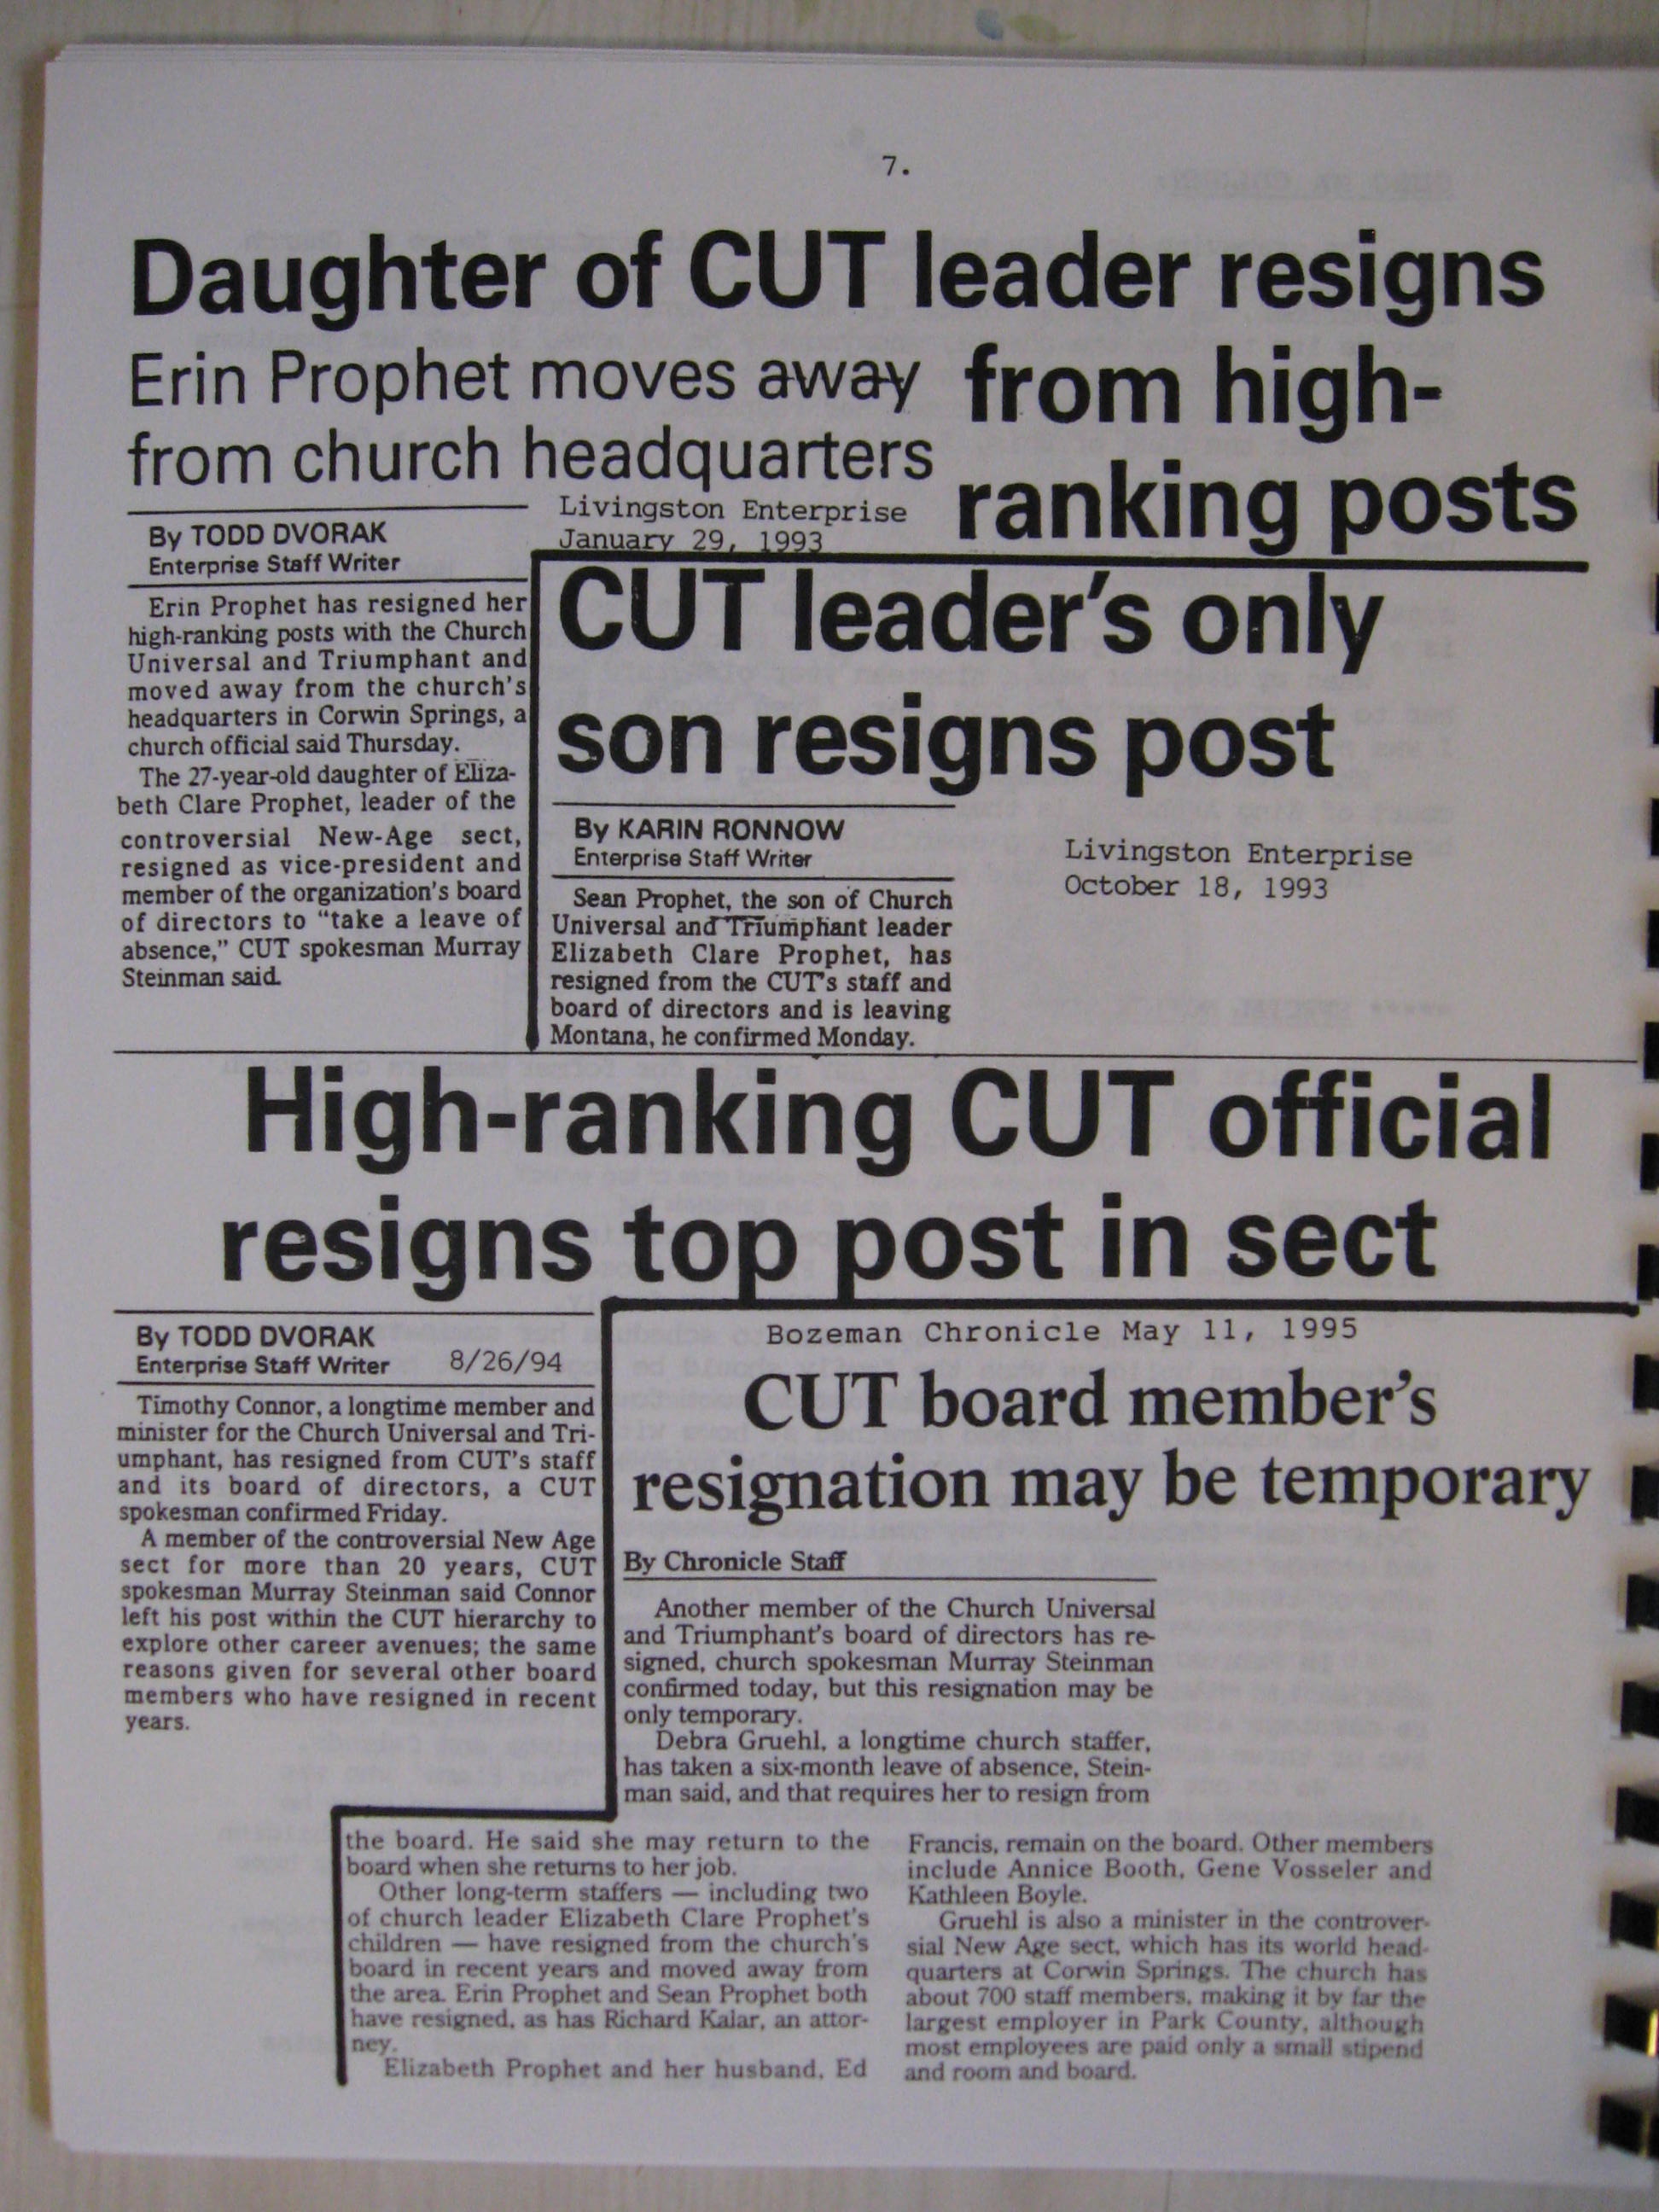 7.
Daughter of CUT leader resigns
from high-
ranking posts
Erin Prophet moves away
from church headquarters
Livingston Enterprise
January 29, 1993
By TODD DVORAK
Enterprise Staff Writer
Erin Prophet has resigned her
high-ranking posts with the Church
Universal and Triumphant and
moved away from the church's
headquarters in Corwin Springs, a
church official said Thursday.
The 27-year-old daughter of Eliza-
beth Clare Prophet, leader of the
controversial New-Age sect,
resigned as vice-president and
member of the organization's board
of directors to "take a leave of
absence," CUT spokesman Murray
Steinman said.
CUT leader's only
son resigns post
By KARIN RONNOW
Enterprise Staff Writer
Livingston Enterprise
October 18, 1993
Sean Prophet, the son of Church
Universal and Triumphant leader
Elizabeth Clare Prophet, has
resigned from the CUT's staff and
board of directors and is leaving
Montana, he confirmed Monday.
High-ranking CUT official
resigns top post in sect
By TODD DVORAK
Enterprise Staff Writer 8/26/94
Timothy Connor, a longtime member and
minister for the Church Universal and Tri-
umphant, has resigned from CUT's staff
and its board of directors, a CUT
spokesman confirmed Friday.
A member of the controversial New Age
sect for more than 20 years, CUT
spokesman Murray Steinman said Connor
left his post within the CUT hierarchy to
explore other career avenues; the same
reasons given for several other board
members who have resigned in recent
years.
Bozeman Chronicle May 11, 1995
CUT board member's
resignation may be temporary
By Chronicle Staff
Another member of the Church Universal
and Triumphant's board of directors has re-
signed, church spokesman Murray Steinman
confirmed today, but this resignation may be
only temporary.
Debra Gruehl, a longtime church staffer,
has taken a six-month leave of absence, Stein-
man said, and that requires her to resign from
the board. He said she may return to the
board when she returns to her job.
Other long-term staffers — including two
of church leader Elizabeth Clare Prophet's
children — have resigned from the church's
board in recent years and moved away from
the area. Erin Prophet and Sean Prophet both
have resigned, as has Richard Kalar, an attor-
ney.
Elizabeth Prophet and her husband, Ed
Francis, remain on the board. Other members
include Annice Booth, Gene Vosseler and
Kathleen Boyle.
Gruehl is also a minister in the controver-
sial New Age sect, which has its world head-
quarters at Corwin Springs. The church has
about 700 staff members, making it by far the
largest employer in Park County, although
most employees are paid only a small stipend
and room and board.